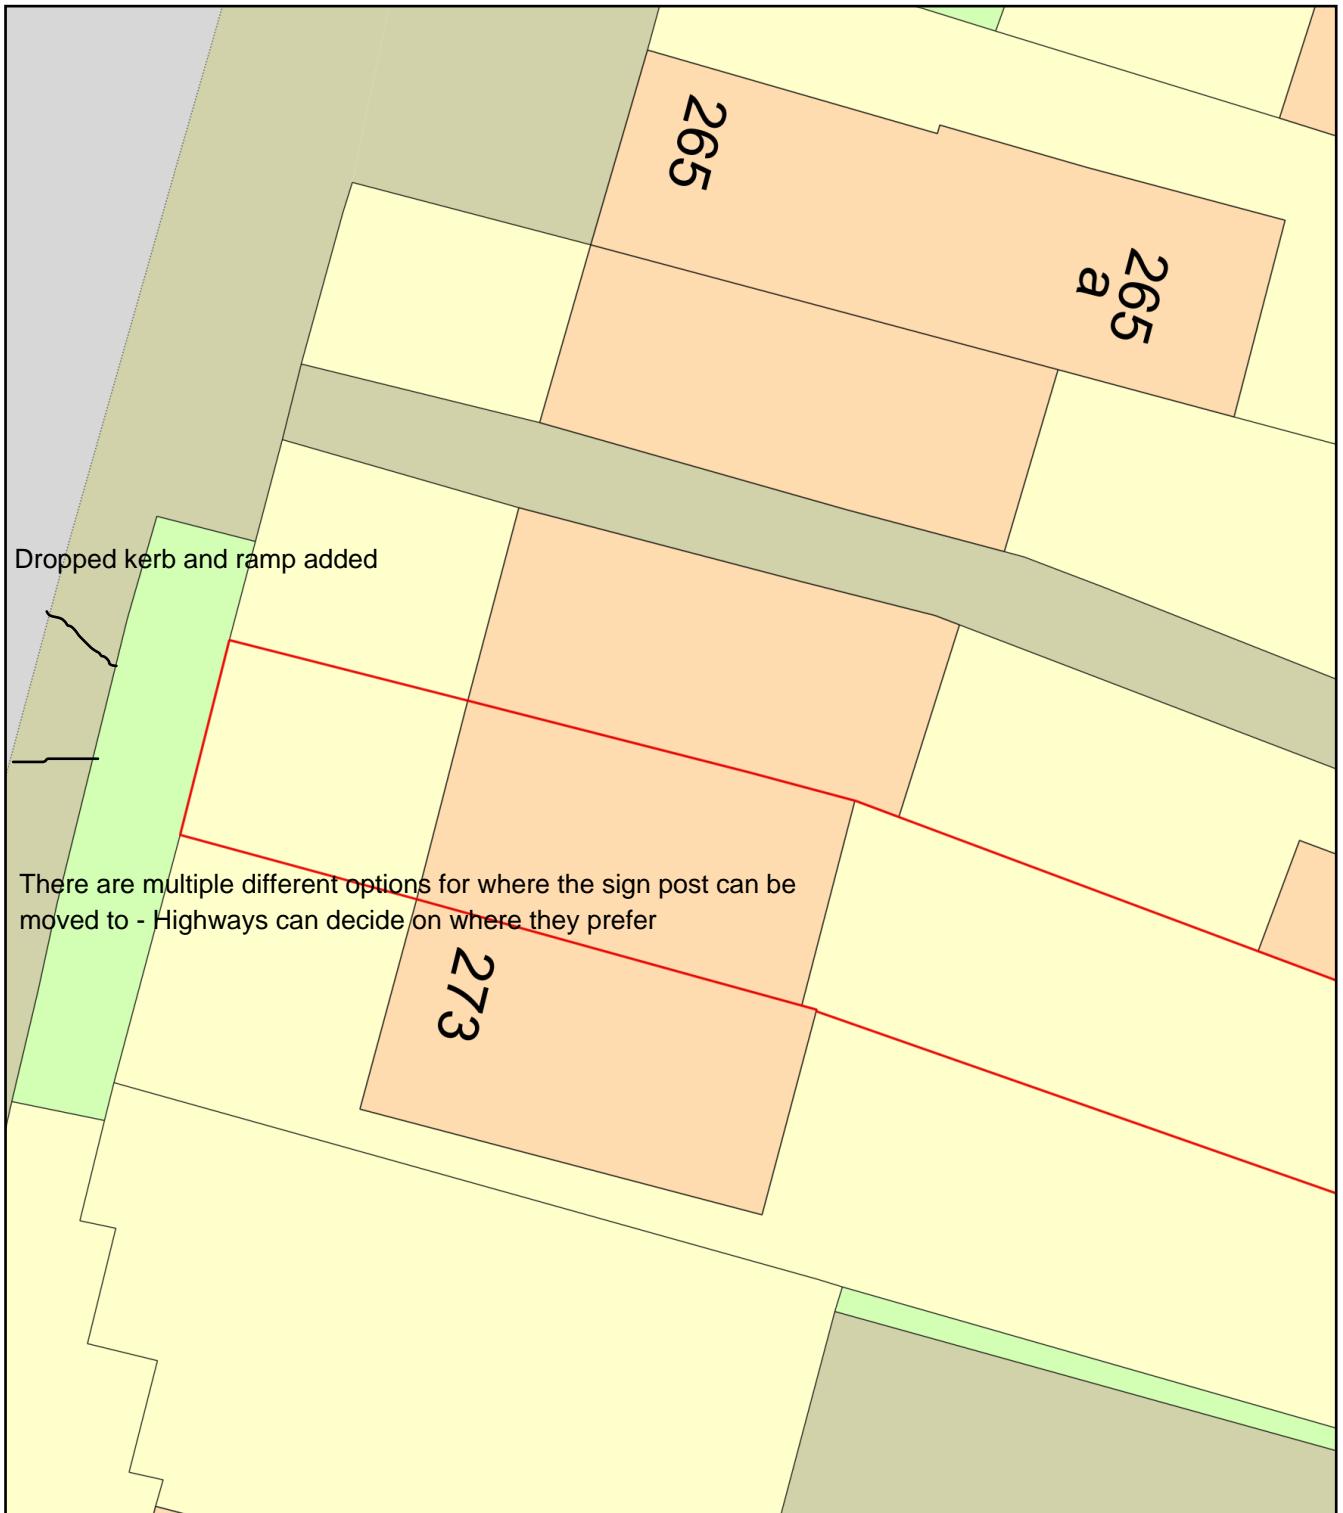 265
265
a
Dropped kerb and ramp added
There are multiple different options for where the sign post can be
moved to - Highways can decide on where they prefer
273